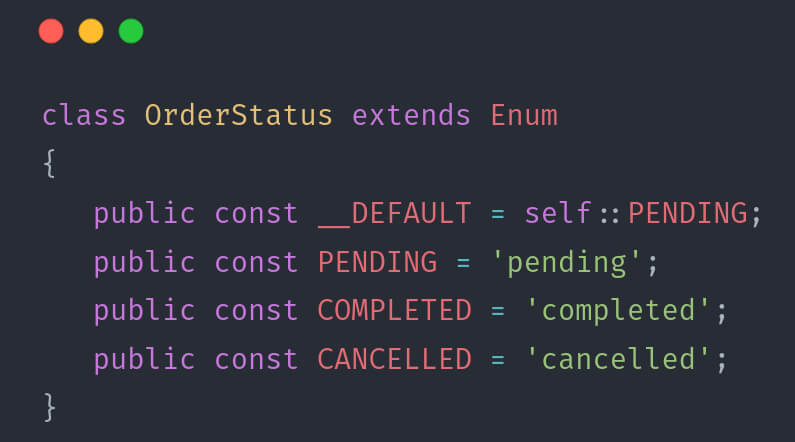 class OrderStatus extends Enum
{
public const __DEFAULT = self::PENDING;
public const PENDING = 'pending';
public const COMPLETED = 'completed';
public const CANCELLED = 'cancelled';
}